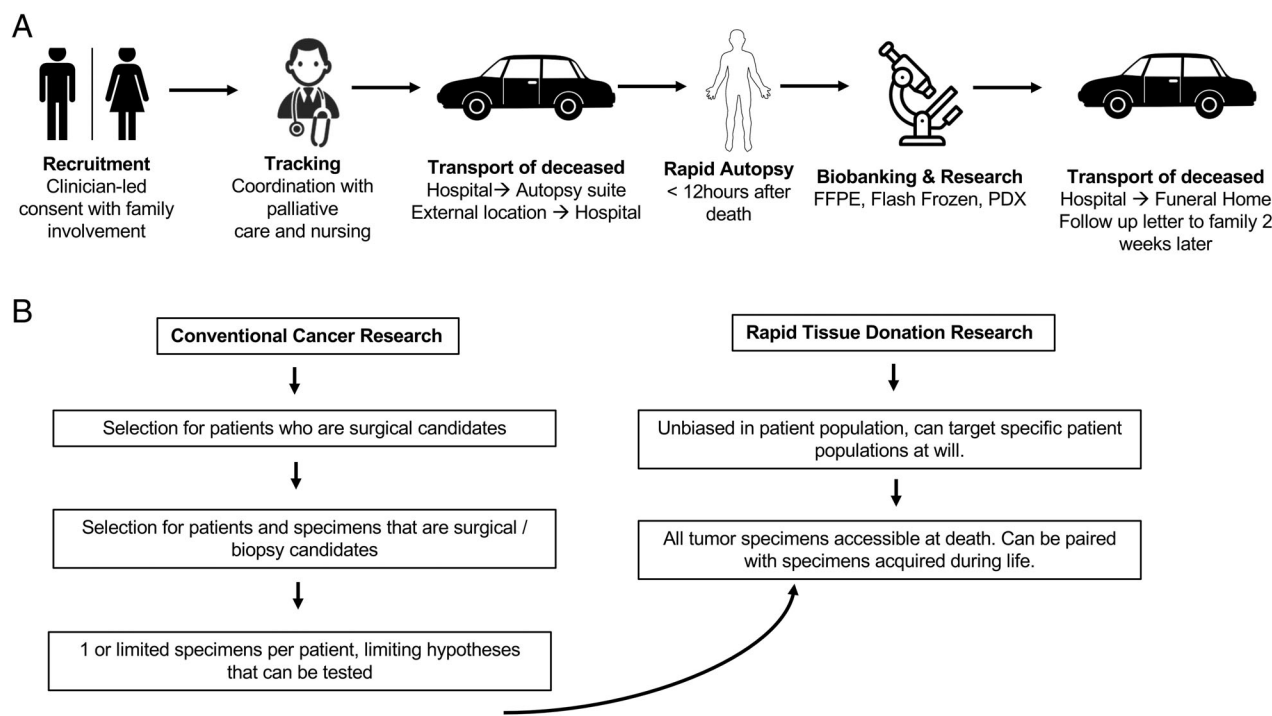 A
Recruitment
Clinician-led
consent with family
involvement
Tracking
Coordination with
palliative
care and nursing
Transport of deceased
Hospital→ Autopsy suite
External location → Hospital
Rapid Autopsy
< 12hours after
death
Biobanking & Research
FFPE, Flash Frozen, PDX
Transport of deceased
Hospital → Funeral Home
Follow up letter to family 2
weeks later
B
Conventional Cancer Research
Selection for patients who are surgical candidates
Selection for patients and specimens that are surgical /
biopsy candidates
1 or limited specimens per patient, limiting hypotheses
that can be tested
Rapid Tissue Donation Research
Unbiased in patient population, can target specific patient
populations at will.
All tumor specimens accessible at death. Can be paired
with specimens acquired during life.